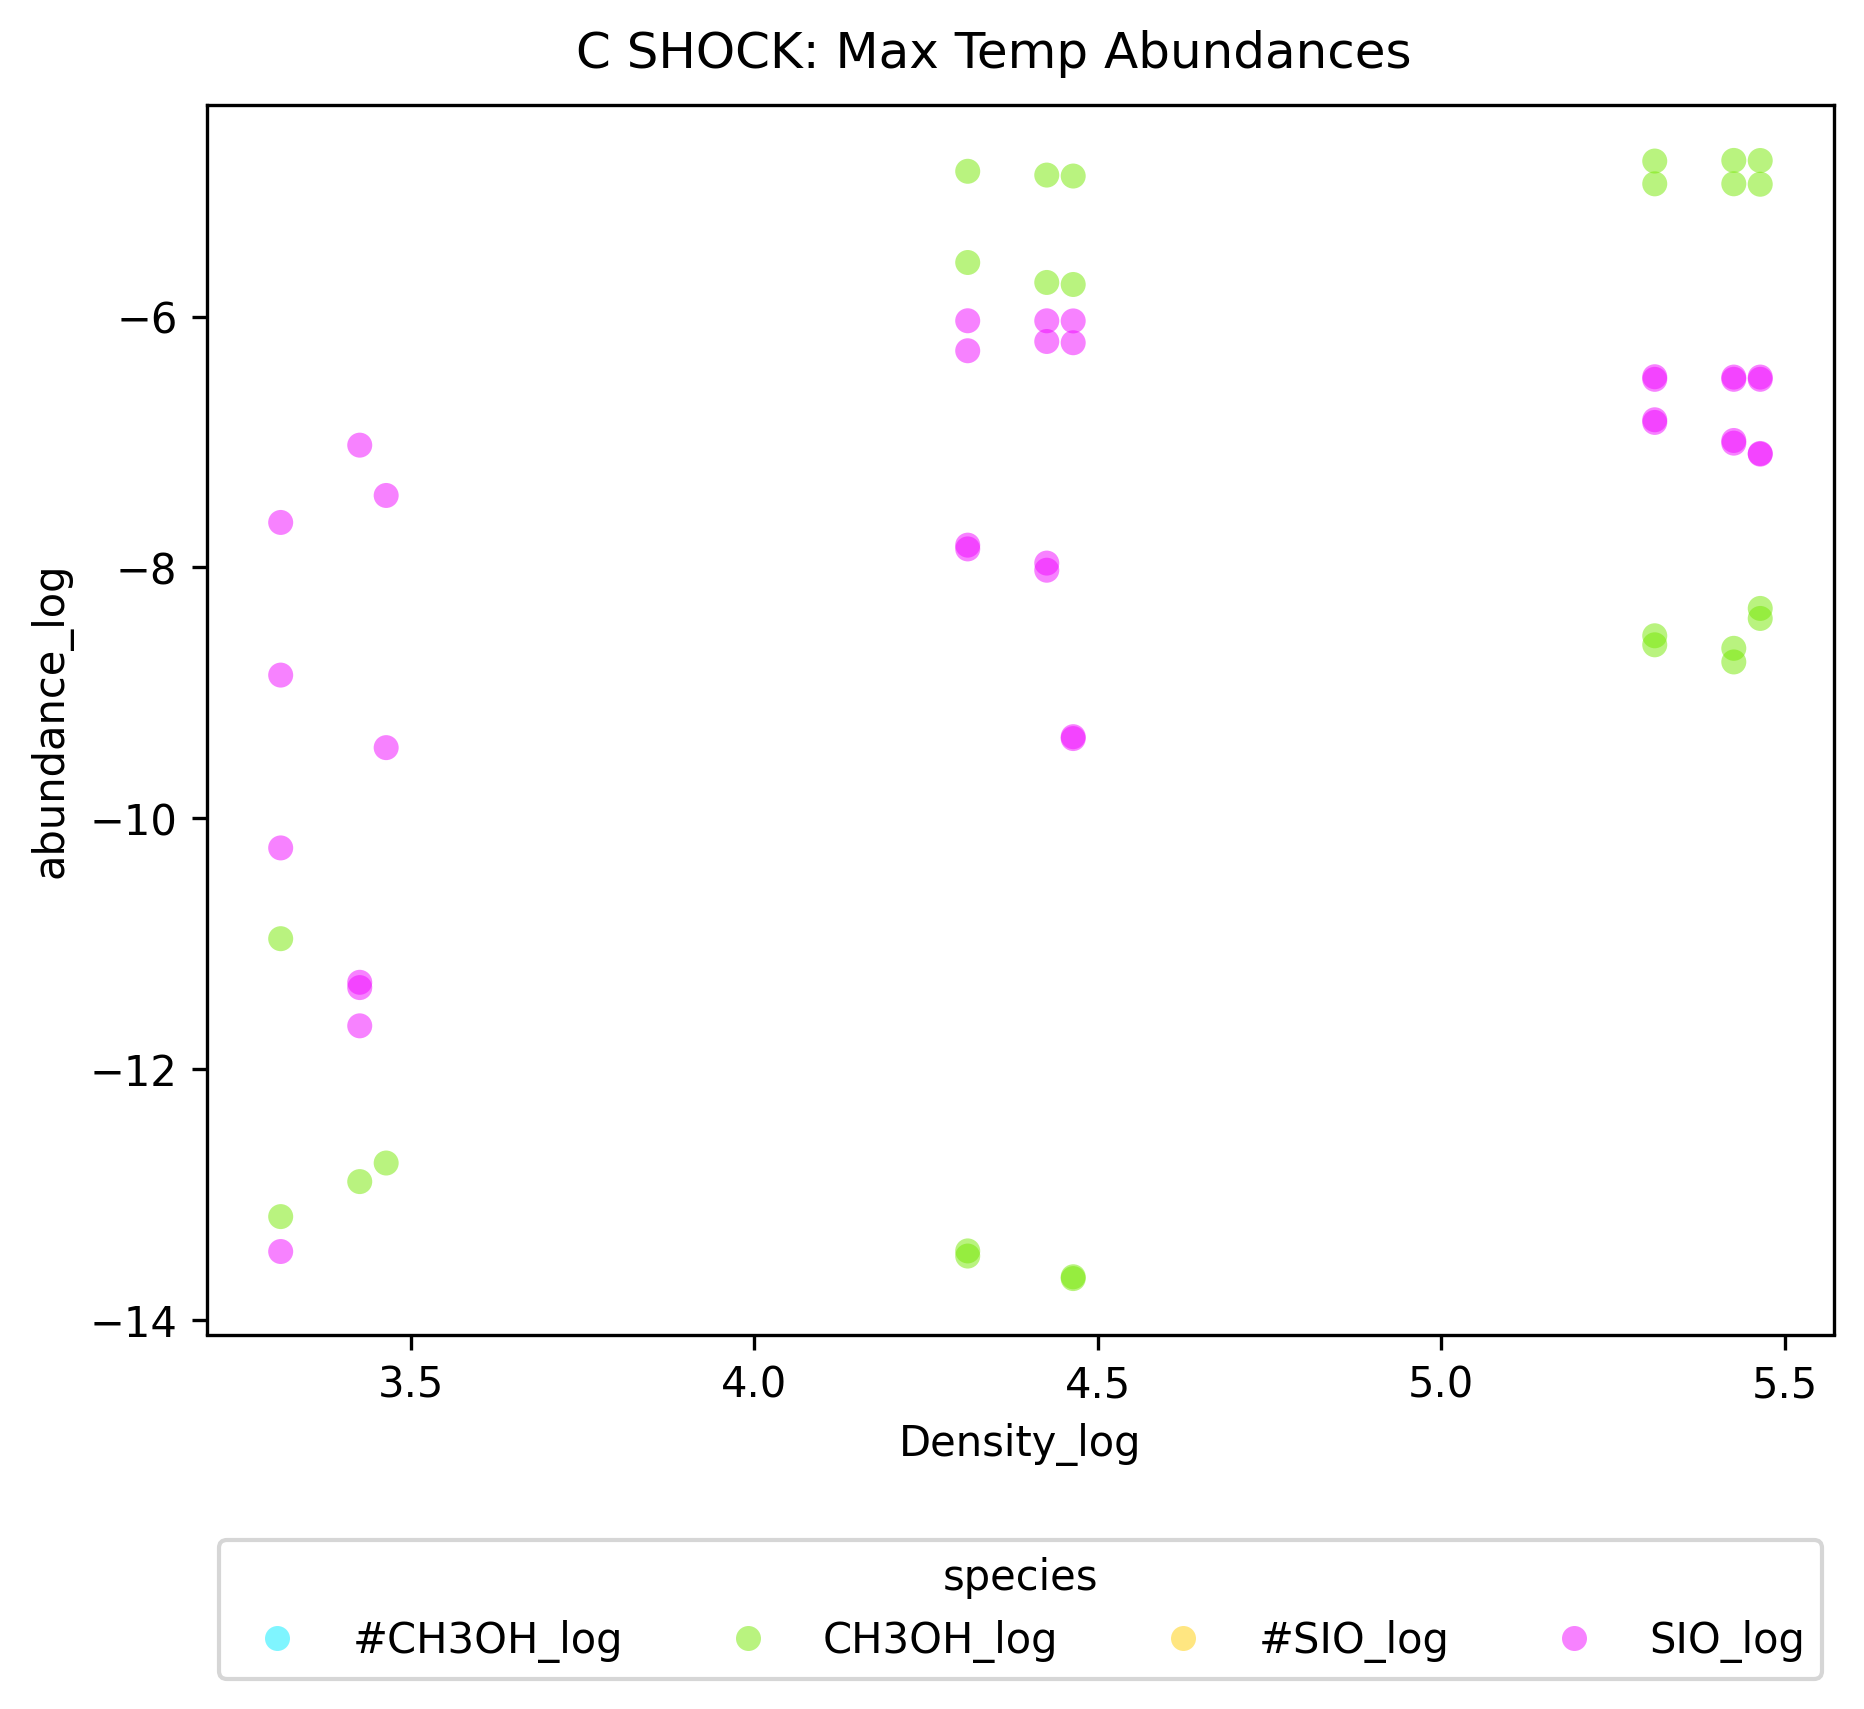 C SHOCK: Max Temp Abundances
abundance_log
−6
−8
−10
−12
−14
3.5 4.0 4.5 5.0 5.5
Density_log
species
#CH3OH_log CH3OH_log #SIO_log SIO_log